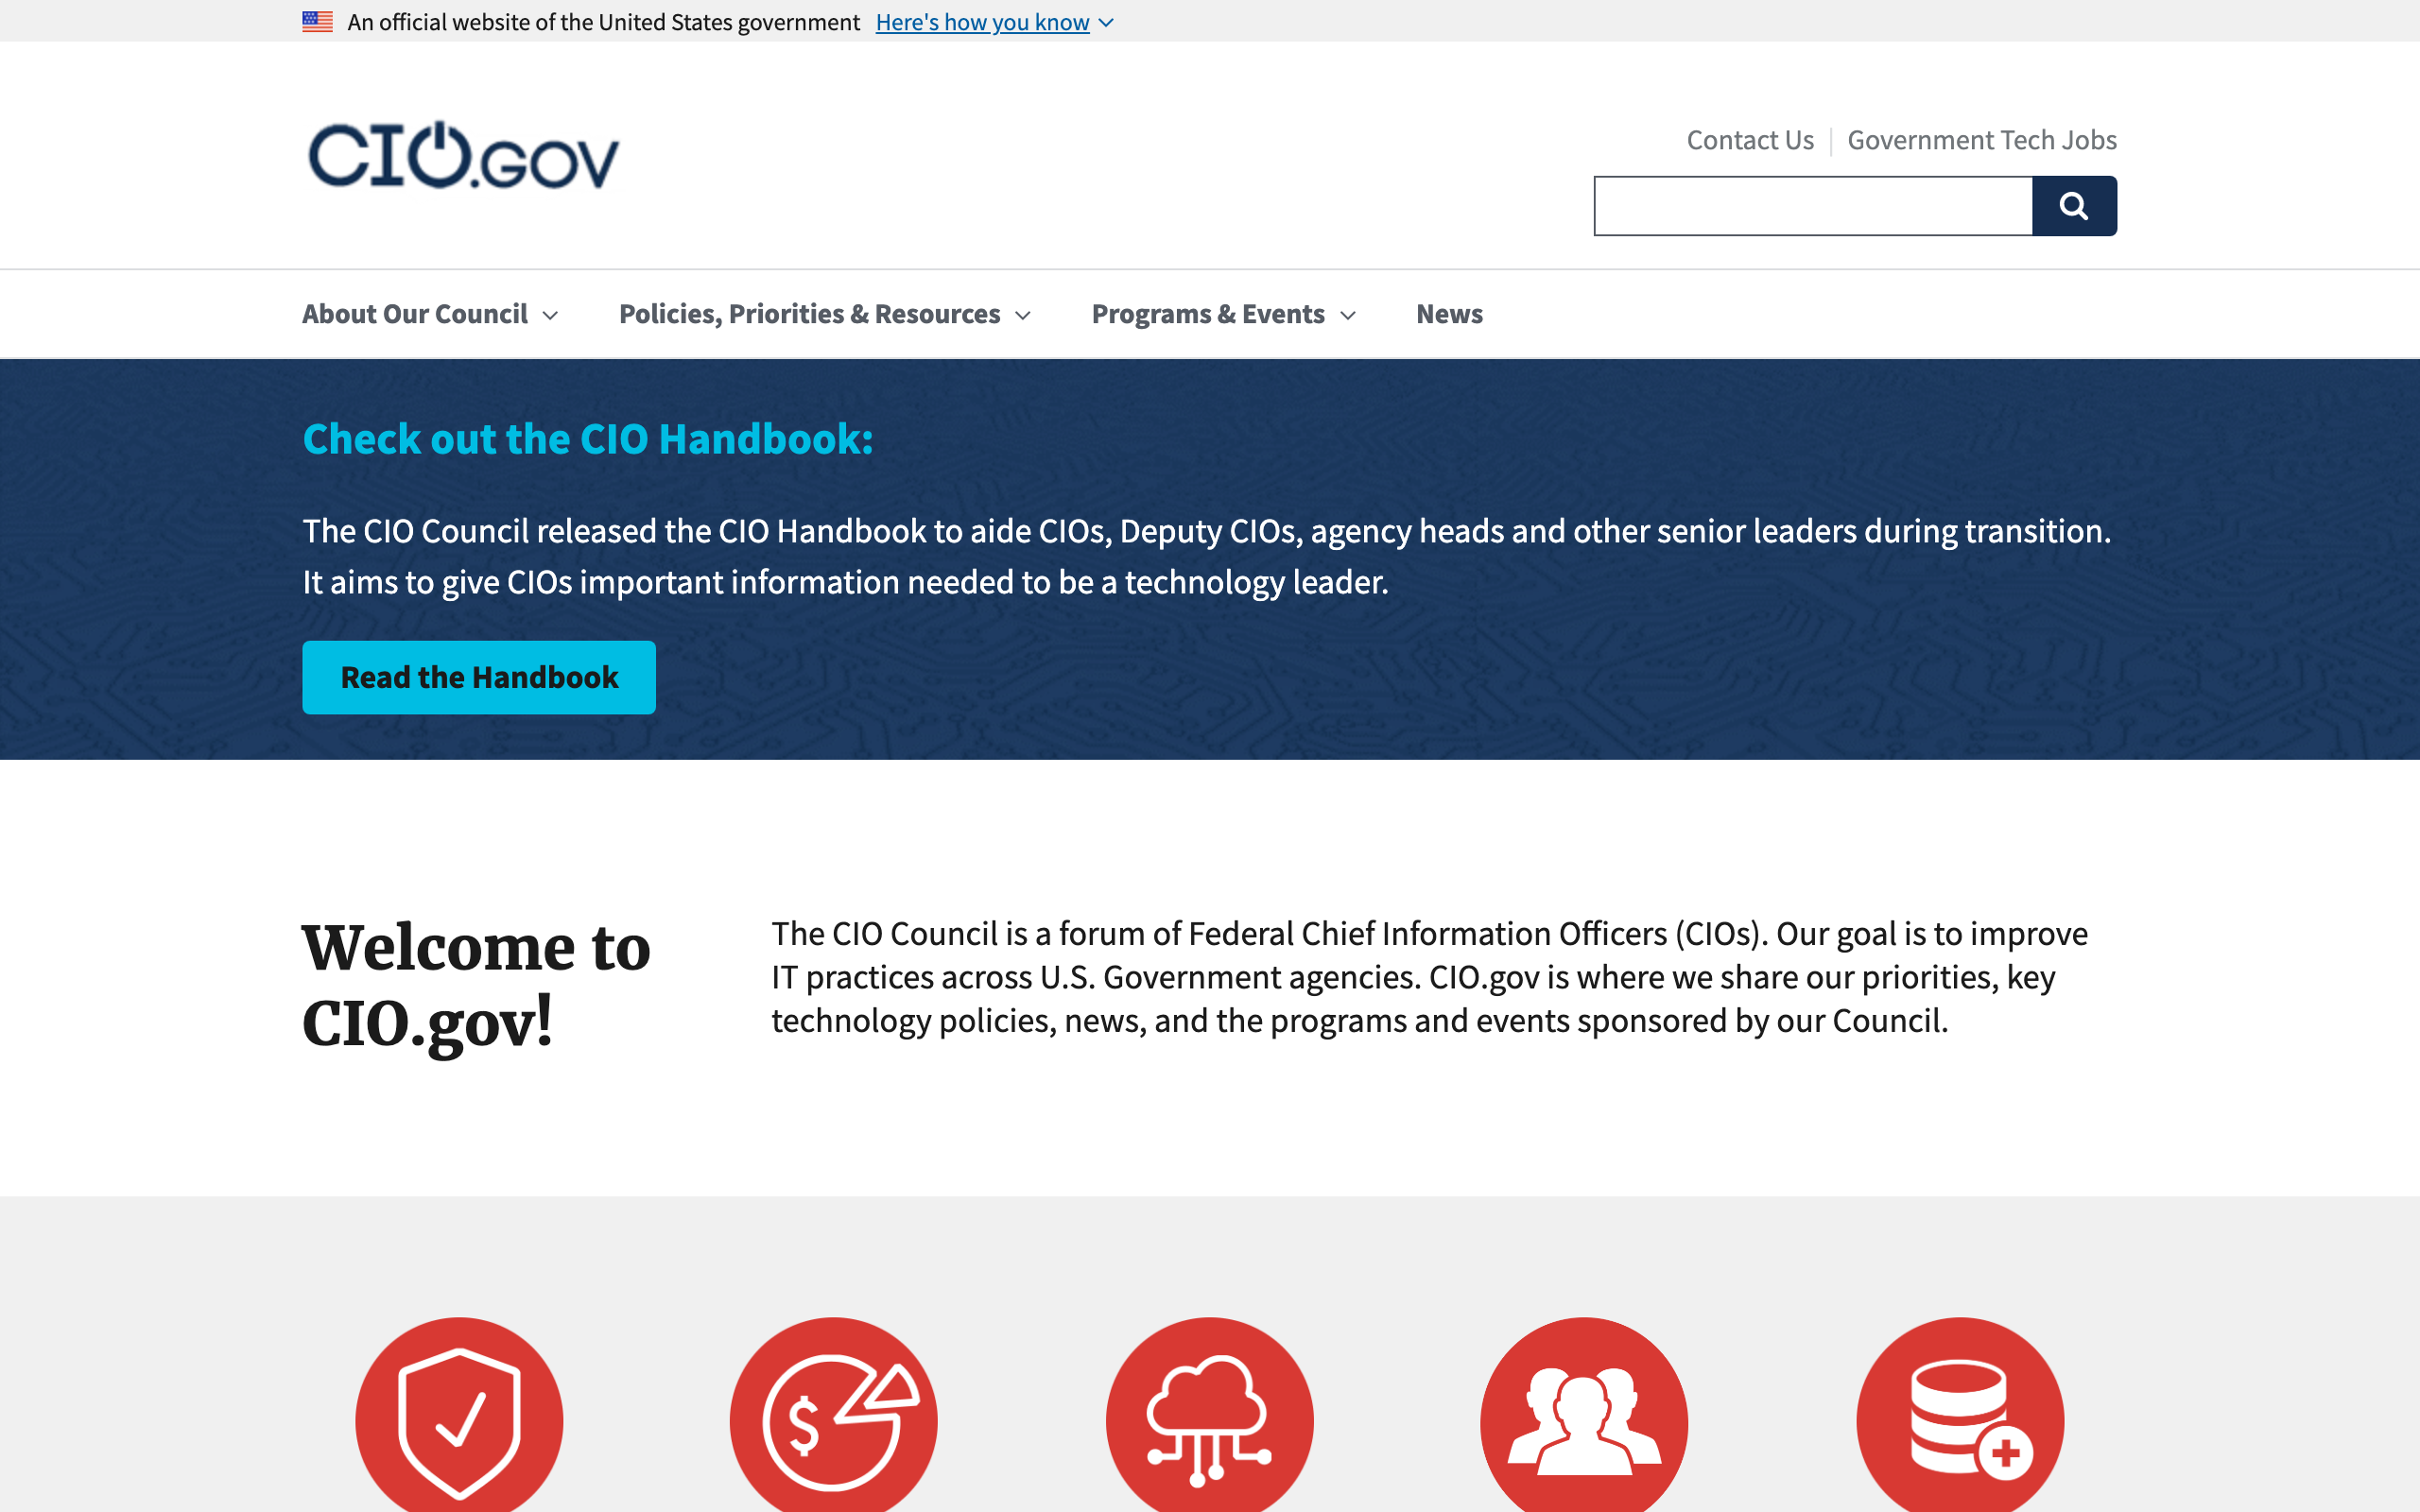 An official website of the United States government Here's how you know
CIO.GOV
Contact Us
Government Tech Jobs
About Our Council
Policies, Priorities & Resources
Programs & Events
News
Check out the CIO Handbook:
The CIO Council released the CIO Handbook to aide CIOs, Deputy CIOs, agency heads and other senior leaders during transition.
It aims to give CIOs important information needed to be a technology leader.
Read the Handbook
Welcome to
CIO.gov!
The CIO Council is a forum of Federal Chief Information Officers (CIOs). Our goal is to improve
IT practices across U.S. Government agencies. CIO.gov is where we share our priorities, key
technology policies, news, and the programs and events sponsored by our Council.
$